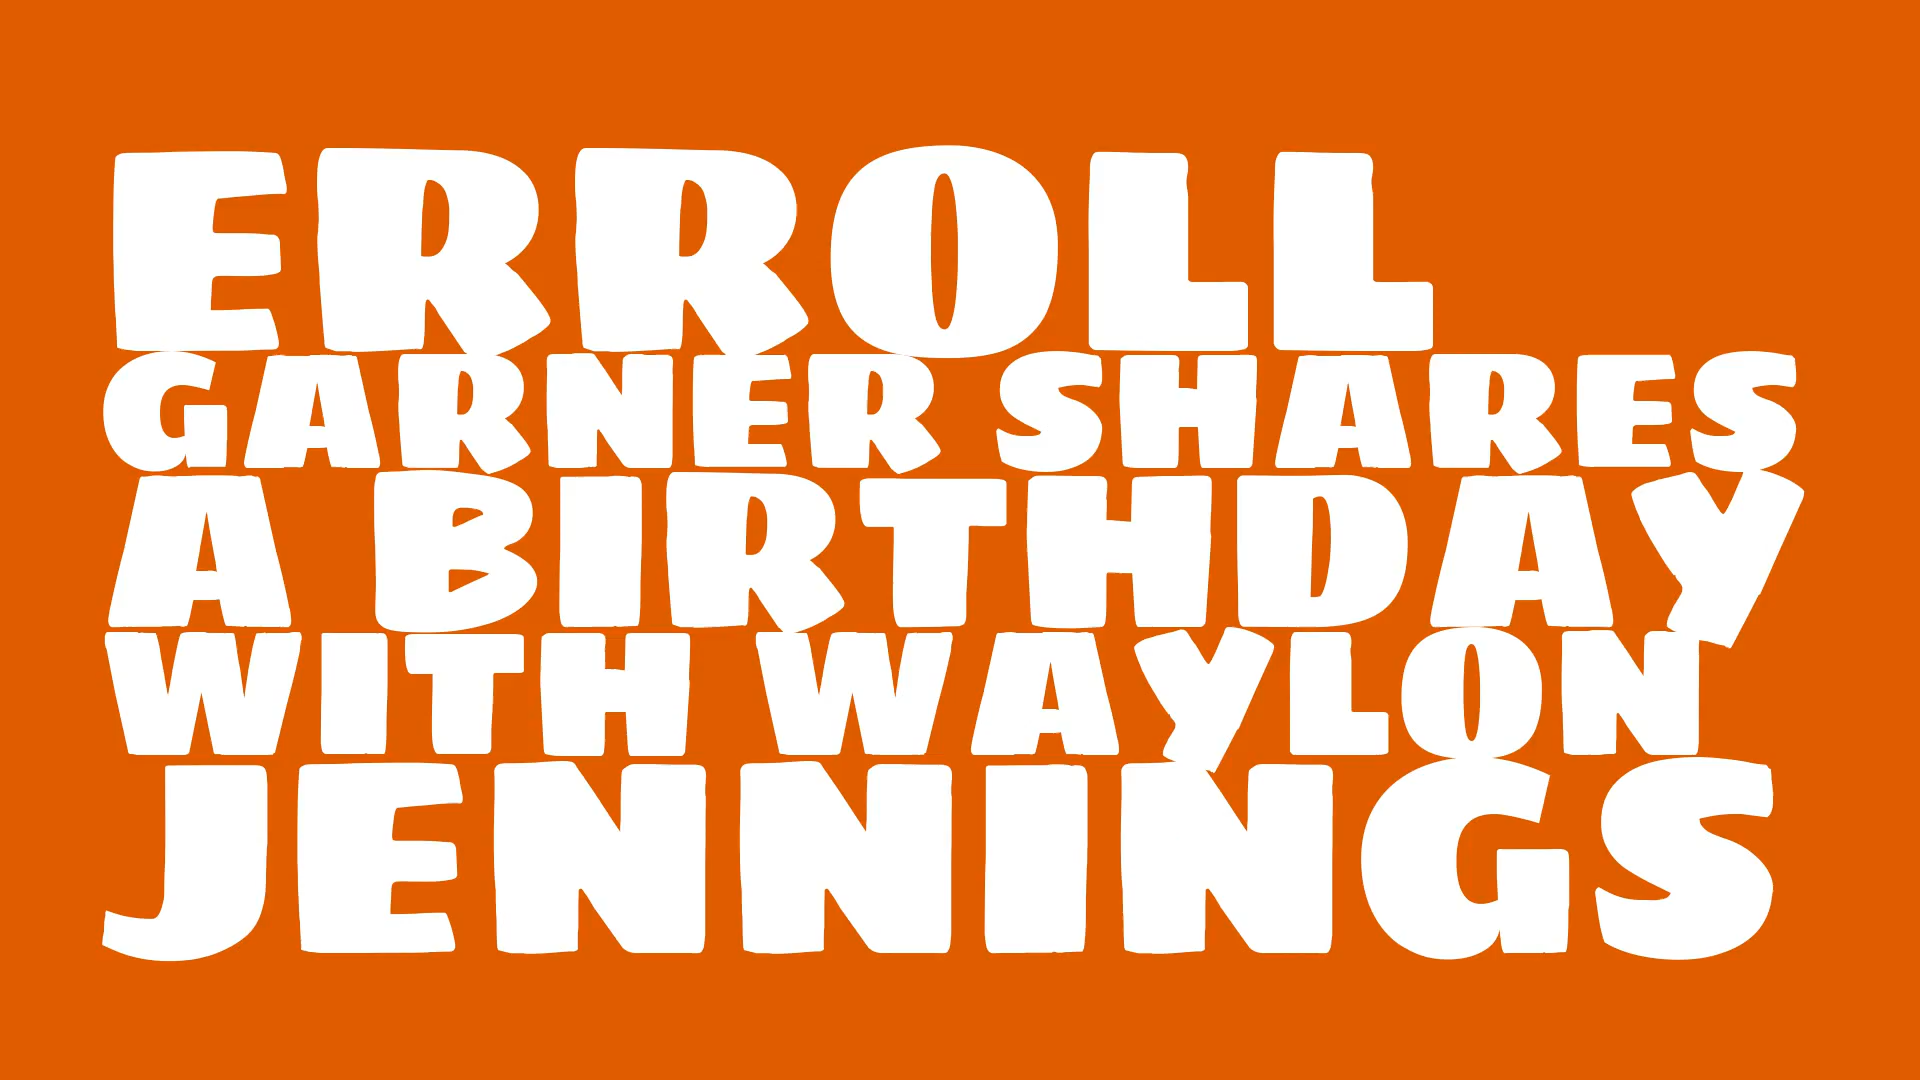 ERROLL
GARNER SHARES
A BIRTHDAY
WITH WAYLON
JENNINGS